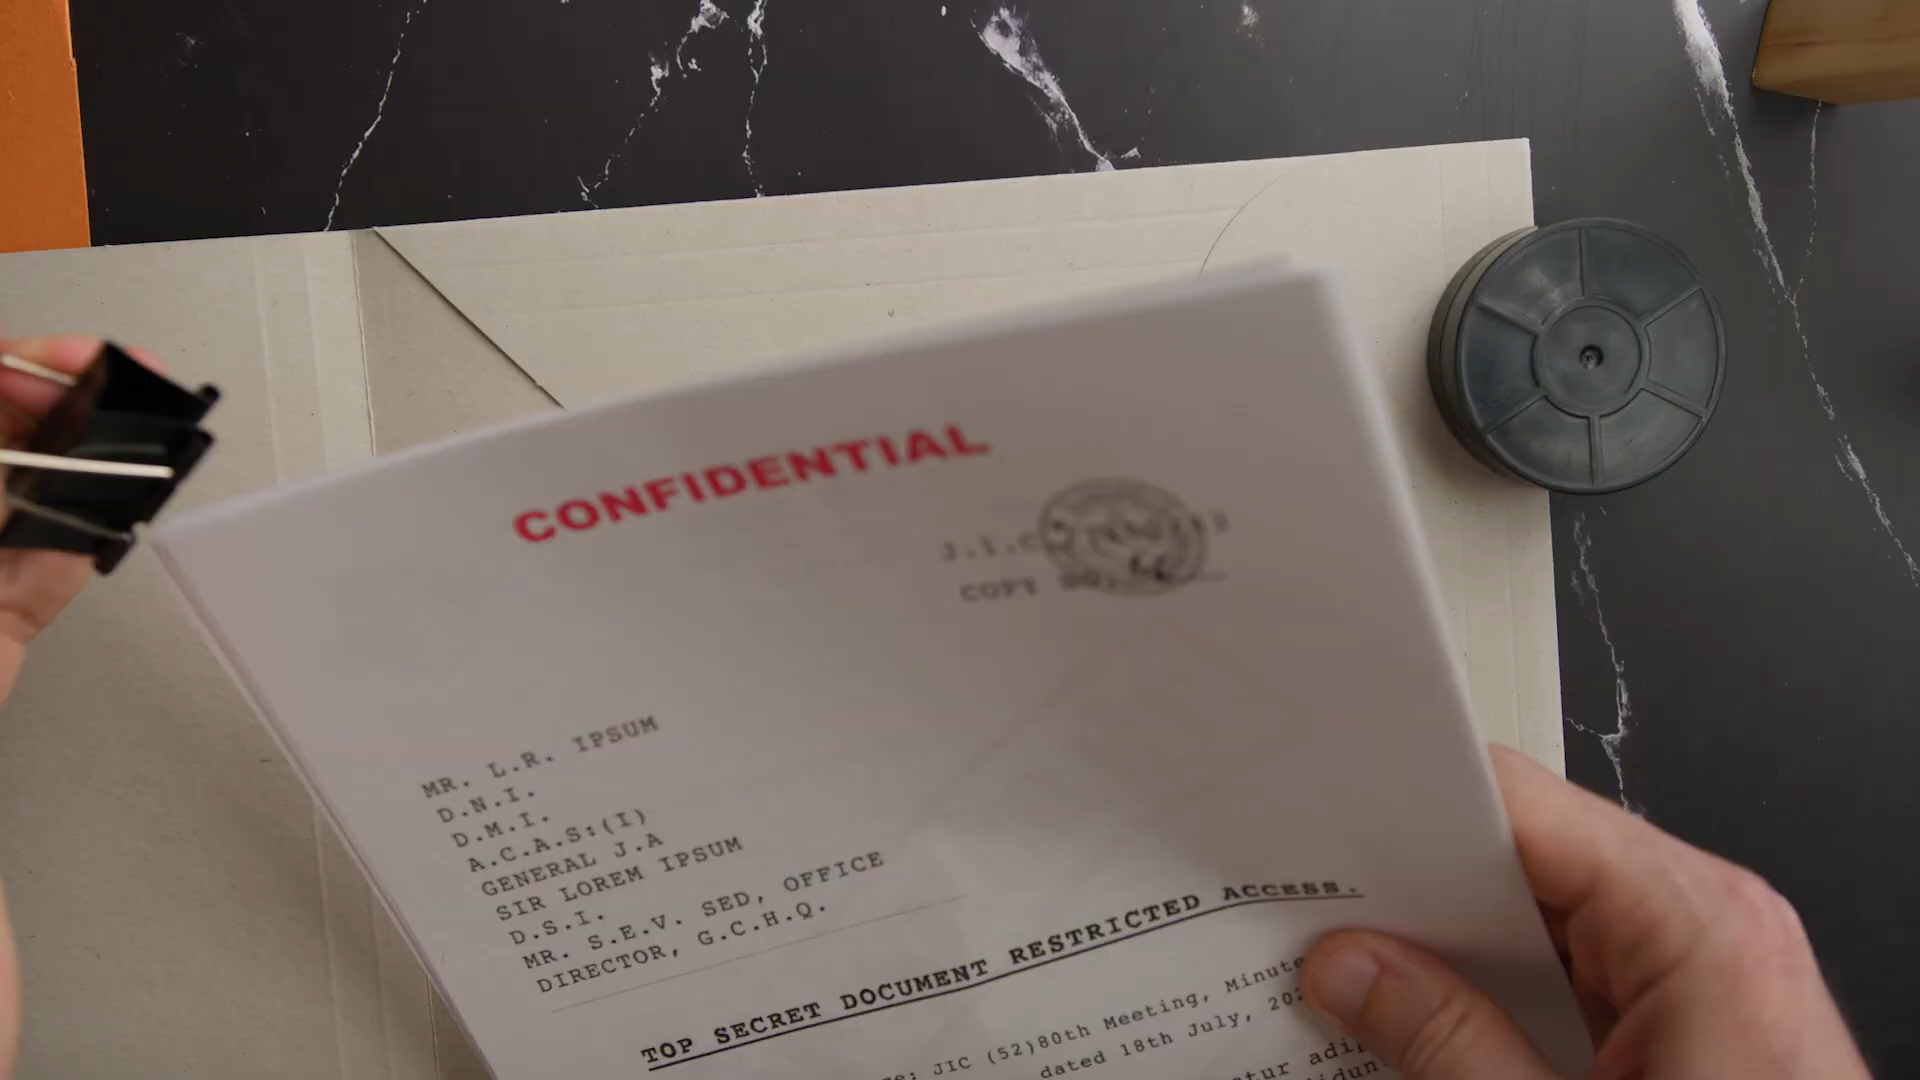 CONFIDENTIAL
COPY NO.
MR. L.R. IPSUM
D.N.I.
D.M.I.
A.C.A.S:(I)
GENERAL J.A
SIR LOREM IPSUM
D.S.I.
MR. S.E.V. SED, OFFICE
DIRECTOR, G.C.H.Q.
TOP SECRET DOCUMENT RESTRICTED ACCESS.
JIC (52)80th Meeting, Minute
dated 18th July,